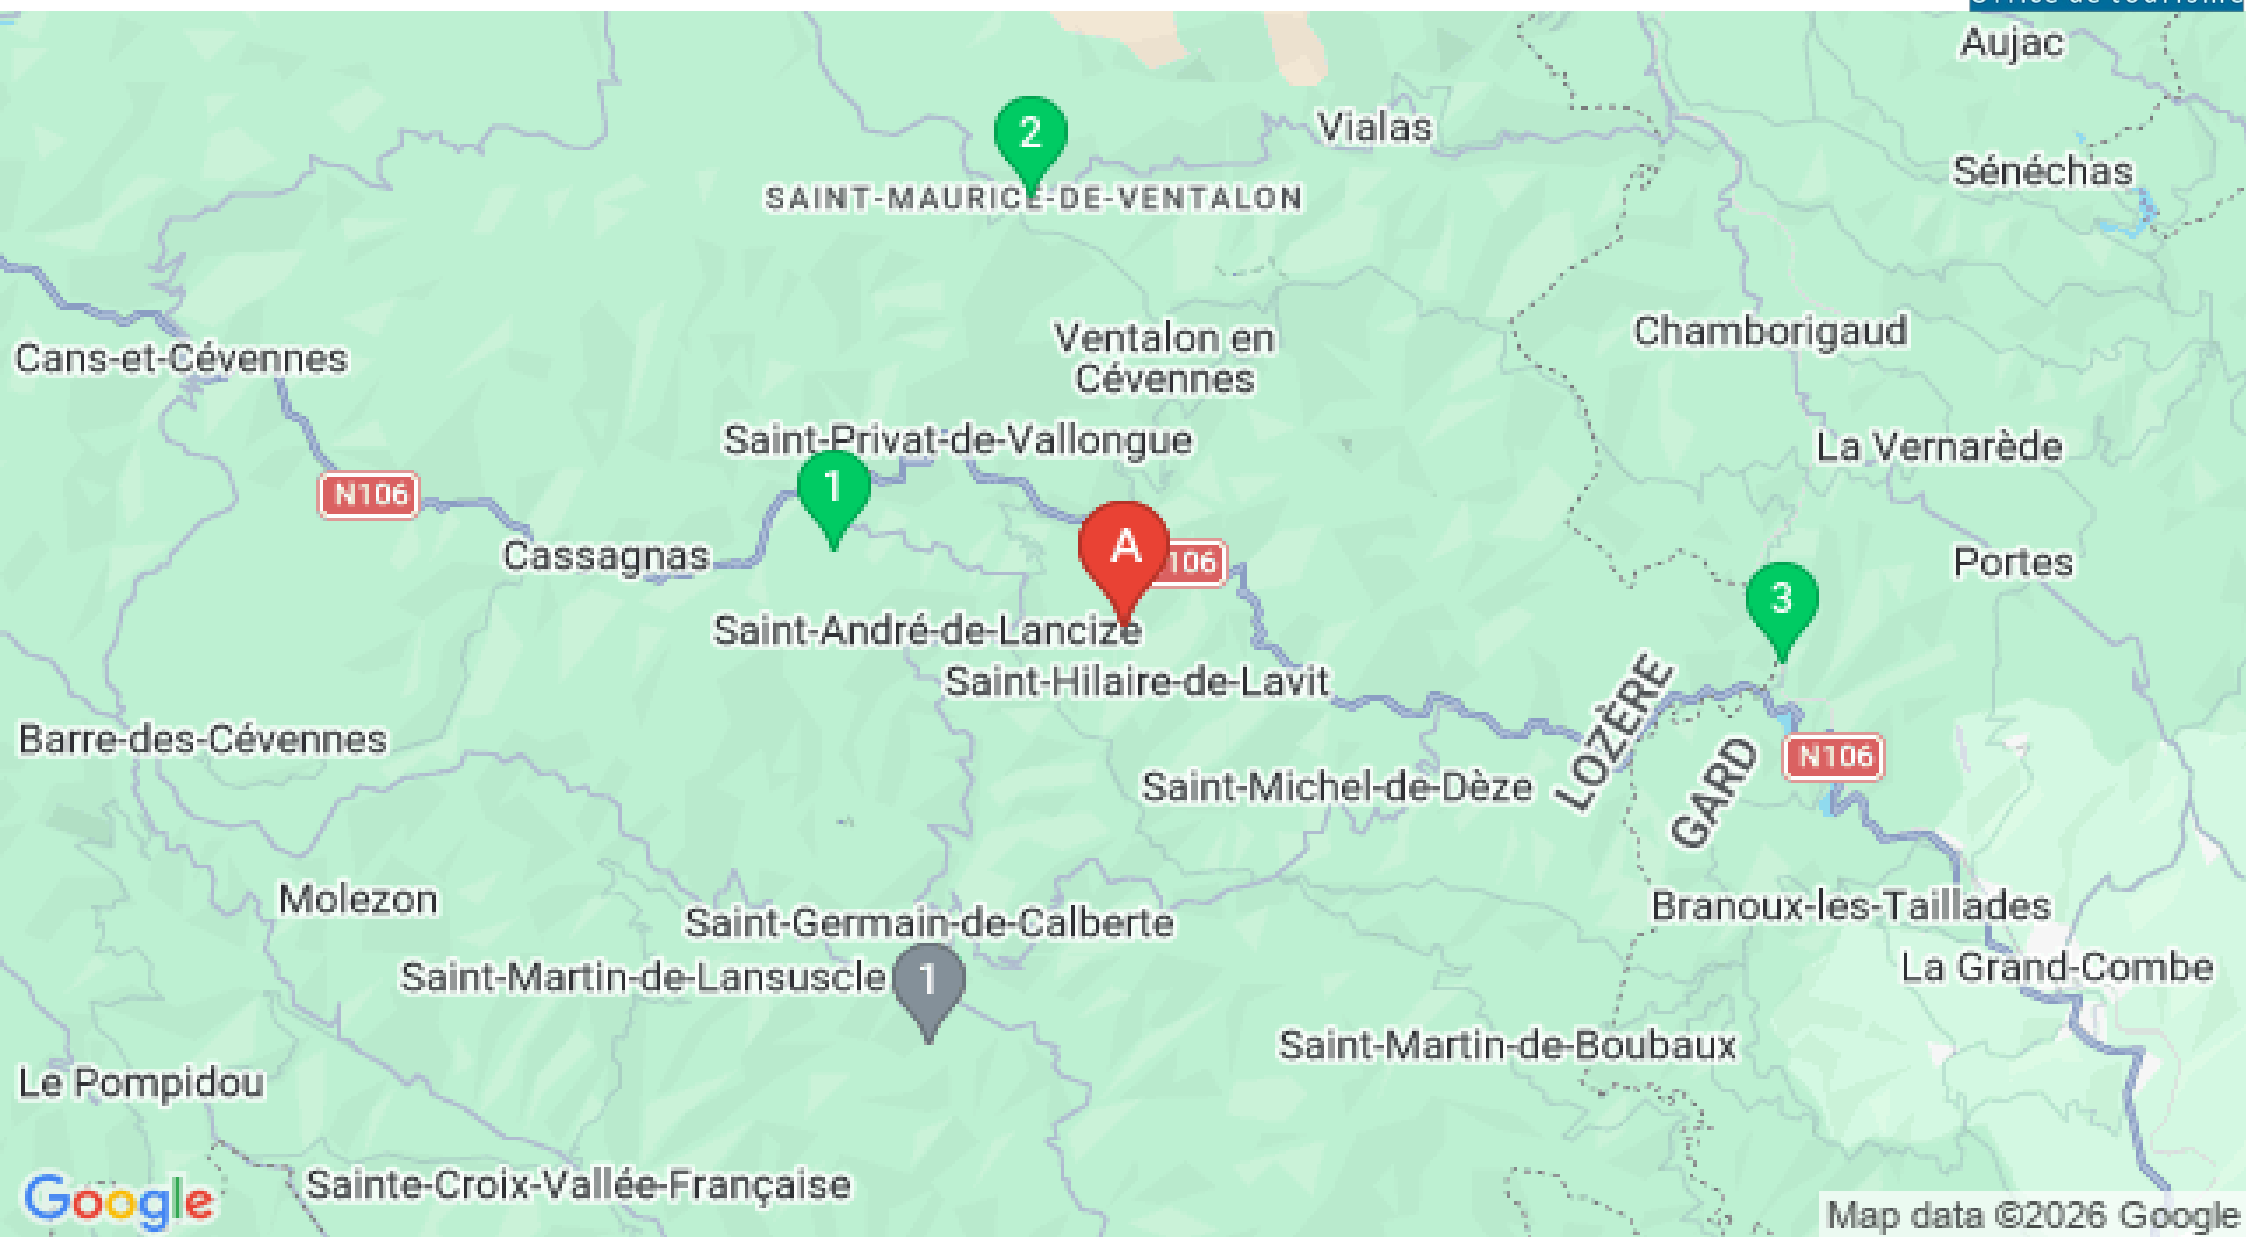 Office de tourisme
Aujac
2
Vialas
Sénéchas
SAINT-MAURICE-DE-VENTALON
Chamborigaud
Ventalon en
Cévennes
Cans-et-Cévennes
Saint-Privat-de-Vallongue
La Vernarède
1
N106
A
106
Cassagnas
Portes
3
Saint-André-de-Lancize
Saint-Hilaire-de-Lavit
LOZÈRE
Barre-des-Cévennes
N106
Saint-Michel-de-Dèze
GARD
Molezon
Branoux-les-Taillades
Saint-Germain-de-Calberte
La Grand-Combe
Saint-Martin-de-Lansuscle
1
Saint-Martin-de-Boubaux
Le Pompidou
Sainte-Croix-Vallée-Française
Google
Map data ©2026 Google